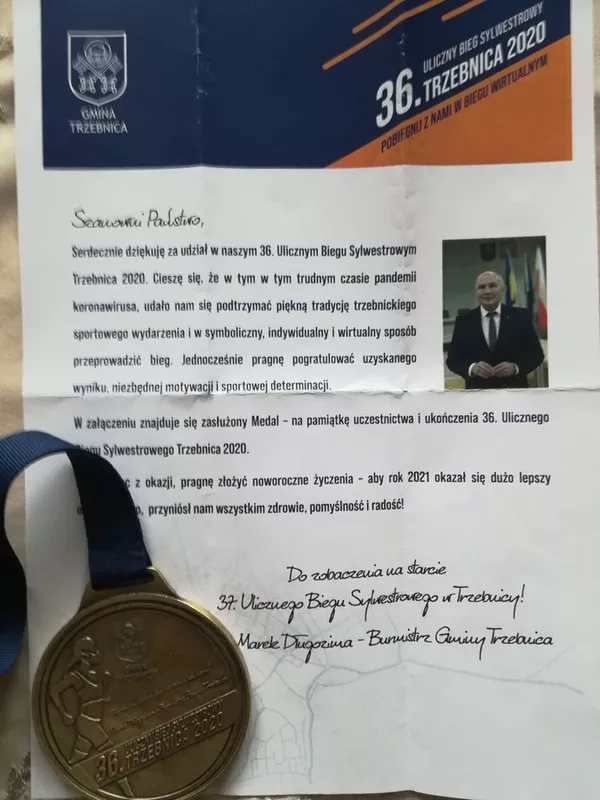 GMINA
TRZEBNICA
36. ULICZNY BIEG SYLWESTROWY
TRZEBNICA 2020
POBIEGNIJ Z NAMI W BIEGU WIRTUALNYM
Szanowni Państwo,
Serdecznie dziękuję za udział w naszym 36. Ulicznym Biegu Sylwestrowym
Trzebnica 2020. Cieszę się, że w tym w tym trudnym czasie pandemii
koronawirusa, udało nam się podtrzymać piękną tradycję trzebnickiego
sportowego wydarzenia i w symboliczny, indywidualny i wirtualny sposób
przeprowadzić bieg. Jednocześnie pragnę pogratulować uzyskanego
wyniku, niezbędnej motywacji i sportowej determinacji.
W załączeniu znajduje się zasłużony Medal - na pamiątkę uczestnictwa i ukończenia 36. Ulicznego
Biegu Sylwestrowego Trzebnica 2020.
z okazji, pragnę złożyć noworoczne życzenia - aby rok 2021 okazał się dużo lepszy
przyniósł nam wszystkim zdrowie, pomyślność i radość!
Do zobaczenia na starcie
37. Ulicznego Biegu Sylwestrowego w Trzebnicy!
Marek Długozima - Burmistrz Gminy Trzebnica
36. ULICZNY BIEG SYLWESTROWY
TRZEBNICA 2020